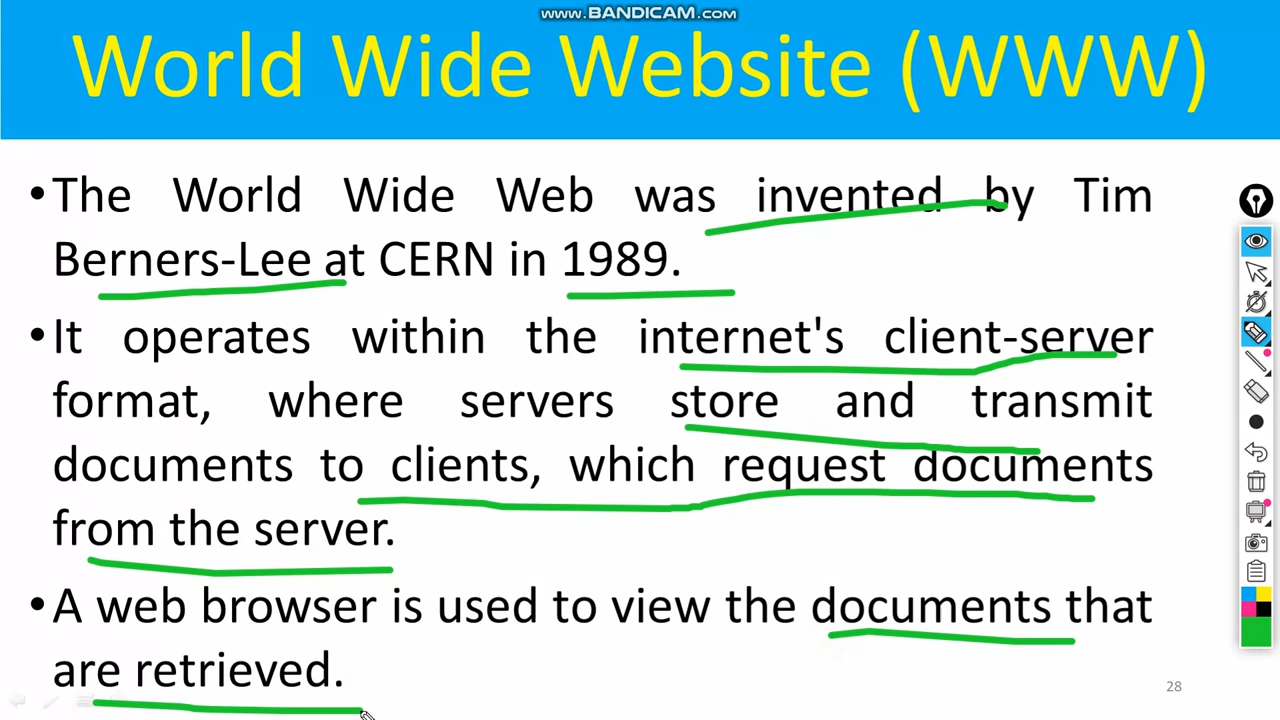 www.BANDICAM.com
World Wide Website (WWW)
•The World Wide Web was invented by Tim
Berners-Lee at CERN in 1989.
•It operates within the internet's client-server
format, where servers store and transmit
documents to clients, which request documents
from the server.
•A web browser is used to view the documents that
are retrieved.
28